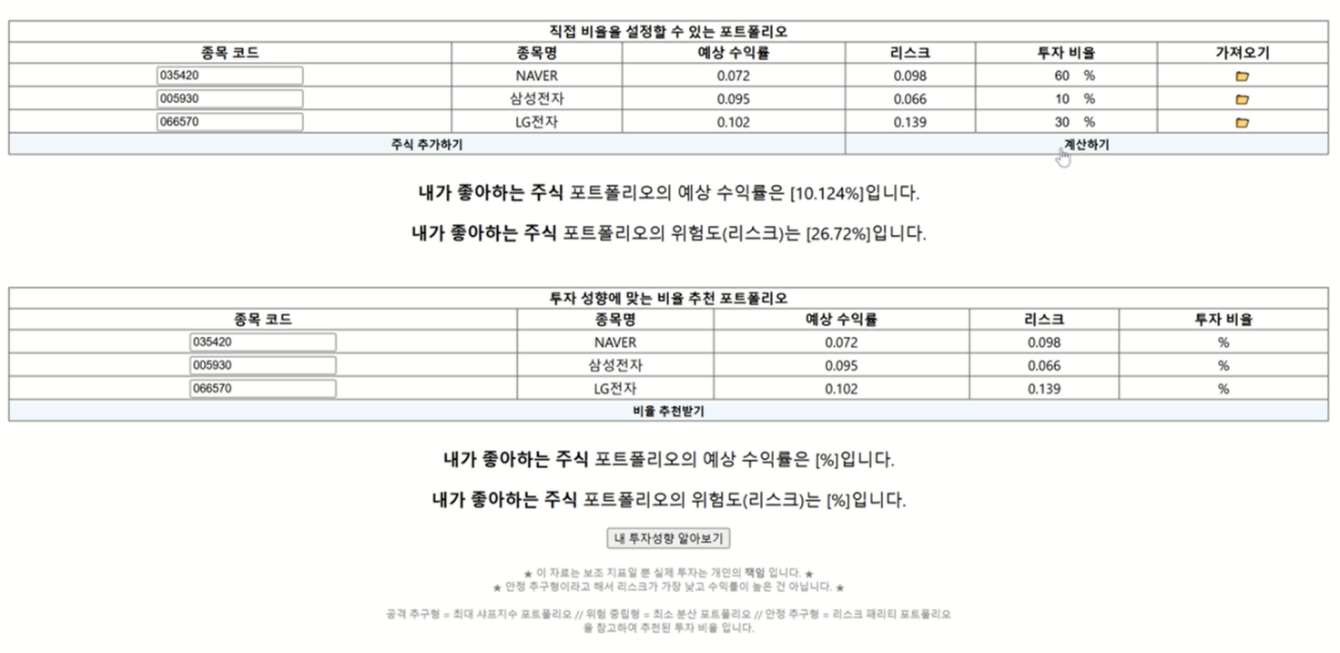 직접 비율을 설정할 수 있는 포트폴리오
종목 코드 종목명 예상 수익률 리스크 투자 비율 가져오기
035420 NAVER 0.072 0.098 60 %
005930 삼성전자 0.095 0.066 10 %
066570 LG전자 0.102 0.139 30 %
주식 추가하기 계산하기
내가 좋아하는 주식 포트폴리오의 예상 수익률은 [10.124%]입니다.
내가 좋아하는 주식 포트폴리오의 위험도(리스크)는 [26.72%]입니다.
투자 성향에 맞는 비율 추천 포트폴리오
종목 코드 종목명 예상 수익률 리스크 투자 비율
035420 NAVER 0.072 0.098 %
005930 삼성전자 0.095 0.066 %
066570 LG전자 0.102 0.139 %
비율 추천받기
내가 좋아하는 주식 포트폴리오의 예상 수익률은 [%]입니다.
내가 좋아하는 주식 포트폴리오의 위험도(리스크)는 [%]입니다.
내 투자성향 알아보기
★ 이 자료는 보조 지표일 뿐 실제 투자는 개인의 책임 입니다. ★
★ 안정 추구형이라고 해서 리스크가 가장 낮고 수익률이 높은 건 아닙니다. ★
공격 추구형 = 최대 샤프지수 포트폴리오 // 위험 중립형 = 최소 분산 포트폴리오 // 안정 추구형 = 리스크 패리티 포트폴리오
을 참고하여 추천된 투자 비율 입니다.